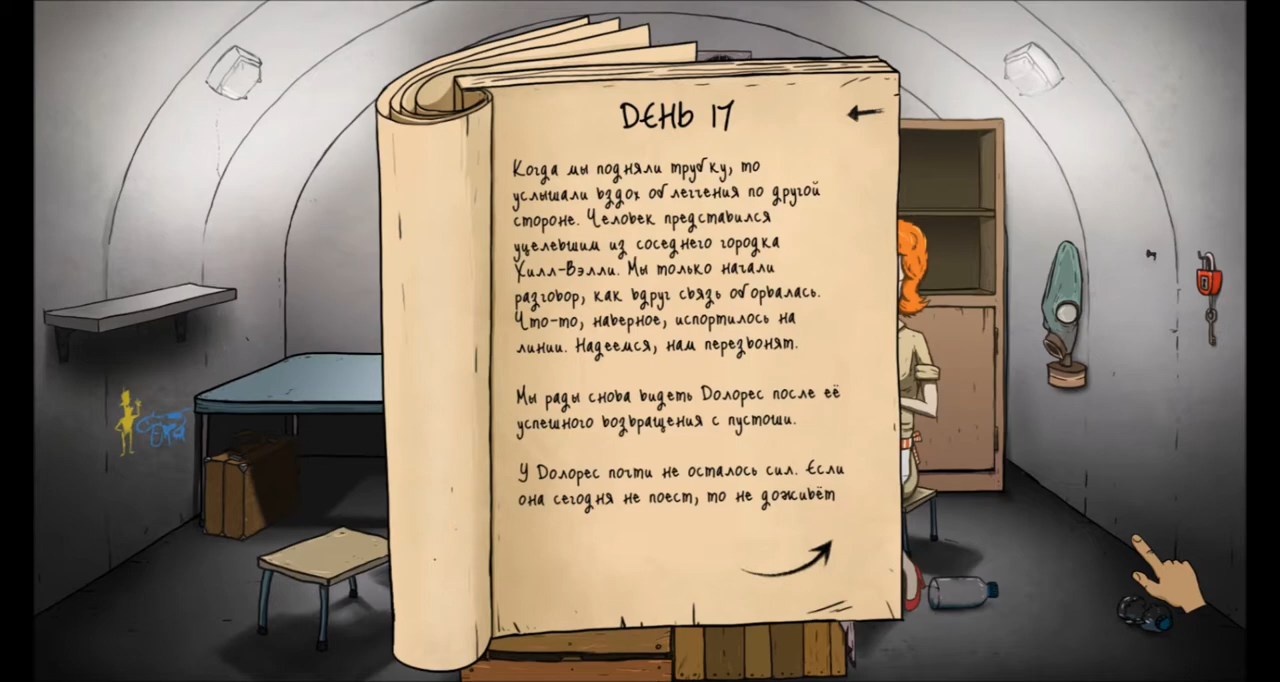 ДЕНЬ 17
Когда мы подняли трубку, то
услышали вздох облегчения по другой
стороне. Человек представился
уцелевшим из соседнего городка
Хилл-Вэлли. Мы только начали
разговор, как вдруг связь оборвалась.
Что-то, наверное, испортилось на
линии. Надеемся, нам перезвонят.
Мы рады снова видеть Долорес после её
успешного возвращения с пустоши.
У Долорес почти не осталось сил. Если
она сегодня не поест, то не доживёт